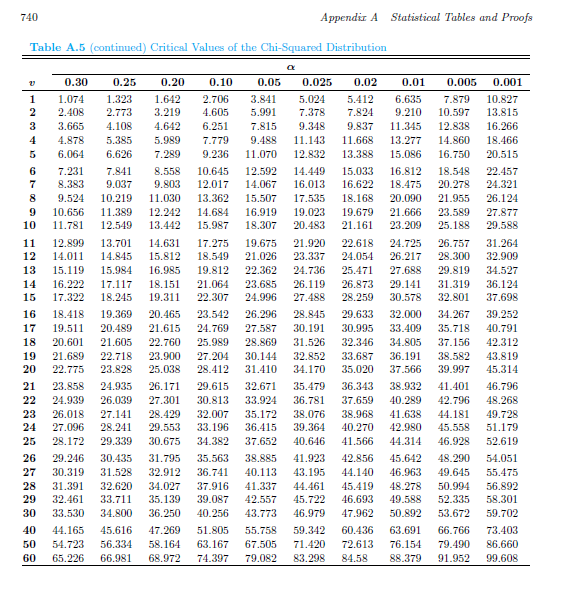 740
Appendix A Statistical Tables and Proofs
Table A.5 (continued) Critical Values of the Chi-Squared Distribution
α
v 0.30 0.25 0.20 0.10 0.05 0.025 0.02 0.01 0.005 0.001
1 1.074 1.323 1.642 2.706 3.841 5.024 5.412 6.635 7.879 10.827
2 2.408 2.773 3.219 4.605 5.991 7.378 7.824 9.210 10.597 13.815
3 3.665 4.108 4.642 6.251 7.815 9.348 9.837 11.345 12.838 16.266
4 4.878 5.385 5.989 7.779 9.488 11.143 11.668 13.277 14.860 18.466
5 6.064 6.626 7.289 9.236 11.070 12.832 13.388 15.086 16.750 20.515
6 7.231 7.841 8.558 10.645 12.592 14.449 15.033 16.812 18.548 22.457
7 8.383 9.037 9.803 12.017 14.067 16.013 16.622 18.475 20.278 24.321
8 9.524 10.219 11.030 13.362 15.507 17.535 18.168 20.090 21.955 26.124
9 10.656 11.389 12.242 14.684 16.919 19.023 19.679 21.666 23.589 27.877
10 11.781 12.549 13.442 15.987 18.307 20.483 21.161 23.209 25.188 29.588
11 12.899 13.701 14.631 17.275 19.675 21.920 22.618 24.725 26.757 31.264
12 14.011 14.845 15.812 18.549 21.026 23.337 24.054 26.217 28.300 32.909
13 15.119 15.984 16.985 19.812 22.362 24.736 25.471 27.688 29.819 34.527
14 16.222 17.117 18.151 21.064 23.685 26.119 26.873 29.141 31.319 36.124
15 17.322 18.245 19.311 22.307 24.996 27.488 28.259 30.578 32.801 37.698
16 18.418 19.369 20.465 23.542 26.296 28.845 29.633 32.000 34.267 39.252
17 19.511 20.489 21.615 24.769 27.587 30.191 30.995 33.409 35.718 40.791
18 20.601 21.605 22.760 25.989 28.869 31.526 32.346 34.805 37.156 42.312
19 21.689 22.718 23.900 27.204 30.144 32.852 33.687 36.191 38.582 43.819
20 22.775 23.828 25.038 28.412 31.410 34.170 35.020 37.566 39.997 45.314
21 23.858 24.935 26.171 29.615 32.671 35.479 36.343 38.932 41.401 46.796
22 24.939 26.039 27.301 30.813 33.924 36.781 37.659 40.289 42.796 48.268
23 26.018 27.141 28.429 32.007 35.172 38.076 38.968 41.638 44.181 49.728
24 27.096 28.241 29.553 33.196 36.415 39.364 40.270 42.980 45.558 51.179
25 28.172 29.339 30.675 34.382 37.652 40.646 41.566 44.314 46.928 52.619
26 29.246 30.435 31.795 35.563 38.885 41.923 42.856 45.642 48.290 54.051
27 30.319 31.528 32.912 36.741 40.113 43.195 44.140 46.963 49.645 55.475
28 31.391 32.620 34.027 37.916 41.337 44.461 45.419 48.278 50.994 56.892
29 32.461 33.711 35.139 39.087 42.557 45.722 46.693 49.588 52.335 58.301
30 33.530 34.800 36.250 40.256 43.773 46.979 47.962 50.892 53.672 59.702
40 44.165 45.616 47.269 51.805 55.758 59.342 60.436 63.691 66.766 73.403
50 54.723 56.334 58.164 63.167 67.505 71.420 72.613 76.154 79.490 86.660
60 65.226 66.981 68.972 74.397 79.082 83.298 84.58 88.379 91.952 99.608